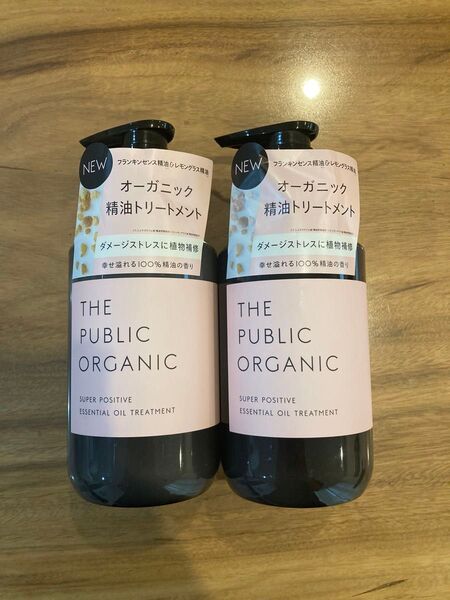 NEW
フランキンセンス精油&レモングラス精油
オーガニック
精油トリートメント
ダメージストレスに植物補修
幸せ溢れる100%精油の香り
THE
PUBLIC
ORGANIC
SUPER POSITIVE
ESSENTIAL OIL TREATMENT
NEW
フランキンセンス精油&レモングラス精油
オーガニック
精油トリートメント
ダメージストレスに植物補修
幸せ溢れる100%精油の香り
THE
PUBLIC
ORGANIC
SUPER POSITIVE
ESSENTIAL OIL TREATMENT